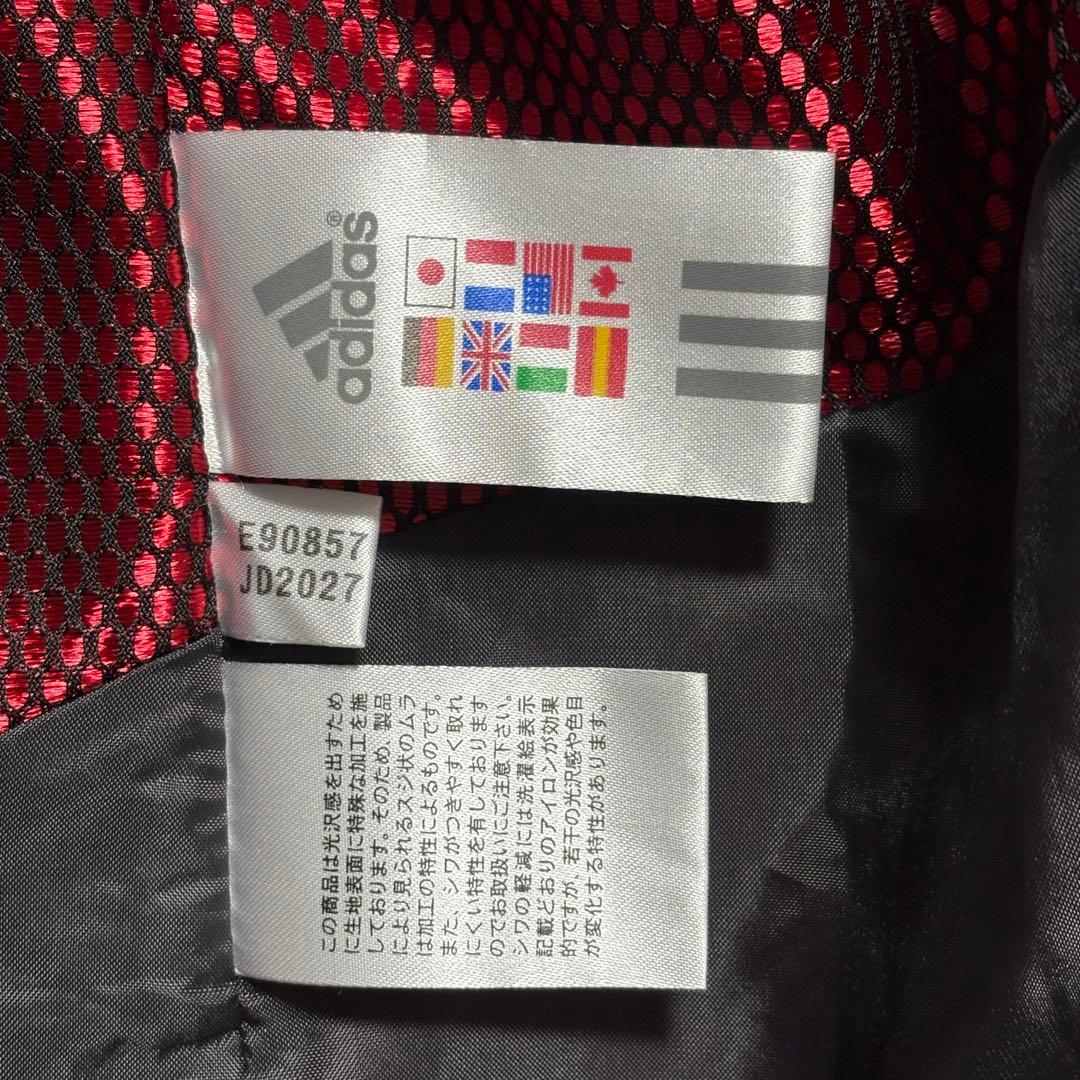 adidas®
E90857
JD2027
この商品は光沢感を出すため
に生地表面に特殊な加工を施
しております。そのため、製品
により見られるスジ状のムラ
は加工の特性によるものです。
また、シワがつきやすく取れ
にくい特性を有しております
のでお取扱いにご注意下さい。
シワの軽減には洗濯絵表示
記載どおりのアイロンが効果
的ですが、若干の光沢感や色目
が変化する特性があります。